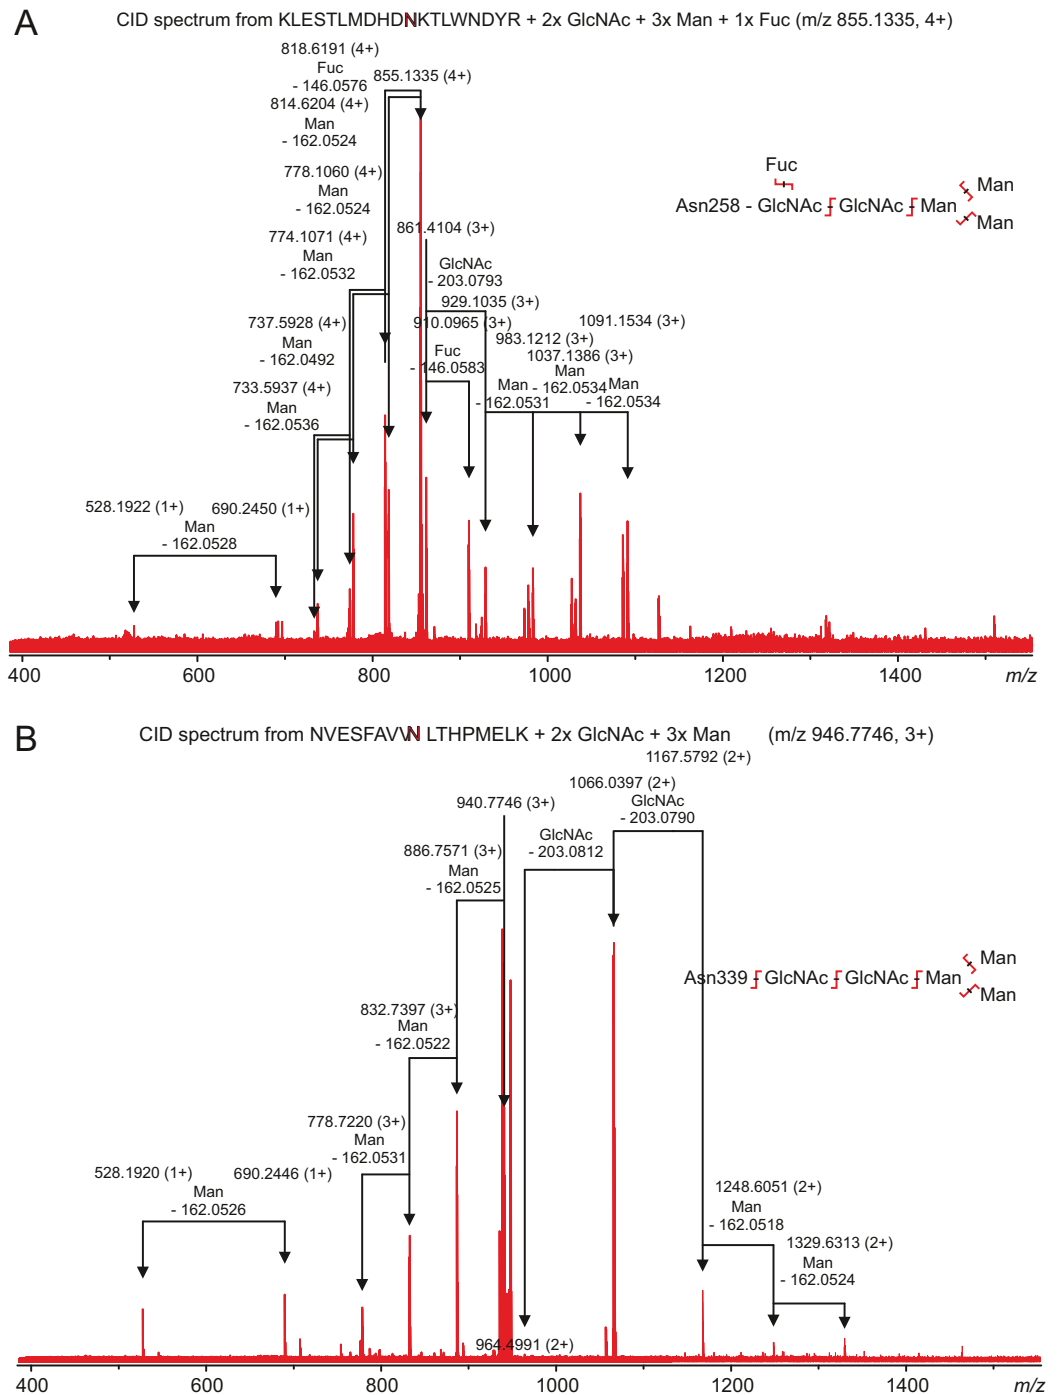 A
CID spectrum from KLESTLMDHDNKTLWNDYR + 2x GlcNAc + 3x Man + 1x Fuc (m/z 855.1335, 4+)
818.6191 (4+)
Fuc
- 146.0576
855.1335 (4+)
814.6204 (4+)
Man
- 162.0524
778.1060 (4+)
Man
- 162.0524
774.1071 (4+)
Man
- 162.0532
737.5928 (4+)
Man
- 162.0492
733.5937 (4+)
Man
- 162.0536
861.4104 (3+)
GlcNAc
- 203.0793
929.1035 (3+)
910.0965 (3+)
Fuc
- 146.0583
983.1212 (3+)
Man
- 162.0531
1037.1386 (3+)
Man
- 162.0534
1091.1534 (3+)
Man
- 162.0534
528.1922 (1+)
690.2450 (1+)
Man
- 162.0528
Fuc
Asn258 - GlcNAc GlcNAc Man
Man
Man
400 600 800 1000 1200 1400 m/z
B
CID spectrum from NVESFAVVN LTHPMELK + 2x GlcNAc + 3x Man (m/z 946.7746, 3+)
1167.5792 (2+)
1066.0397 (2+)
GlcNAc
- 203.0790
940.7746 (3+)
GlcNAc
- 203.0812
886.7571 (3+)
Man
- 162.0525
832.7397 (3+)
Man
- 162.0522
778.7220 (3+)
Man
- 162.0531
528.1920 (1+)
690.2446 (1+)
Man
- 162.0526
Asn339 GlcNAc GlcNAc Man
Man
Man
1248.6051 (2+)
Man
- 162.0518
1329.6313 (2+)
Man
- 162.0524
964.4991 (2+)
400 600 800 1000 1200 1400 m/z